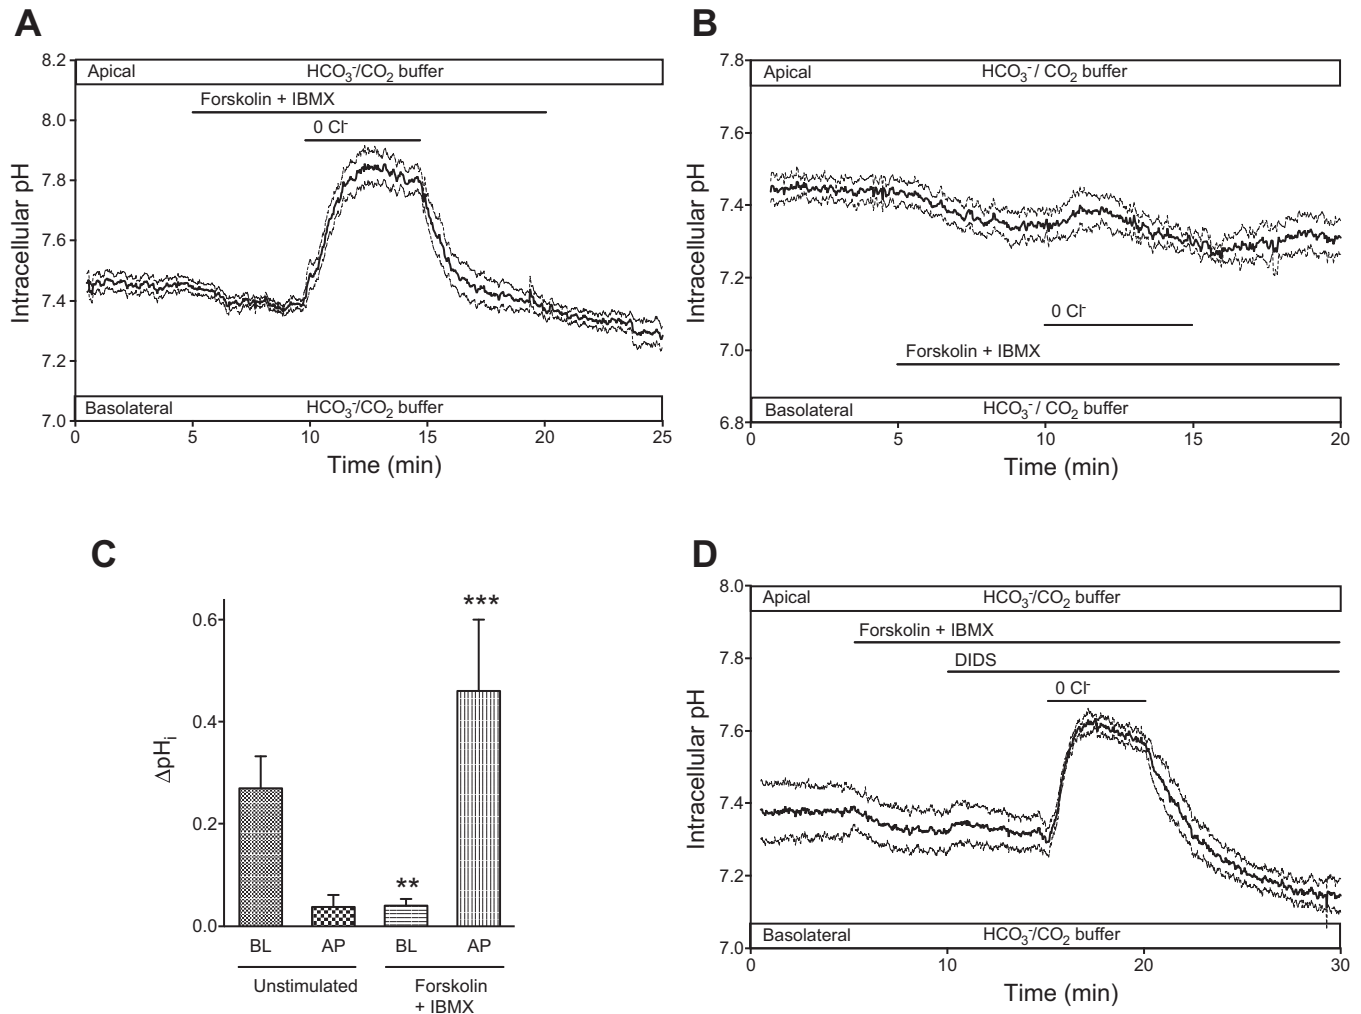 A
Intracellular pH
8.2
8.0
7.8
7.6
7.4
7.2
7.0
Apical HCO₃⁻/CO₂ buffer
Forskolin + IBMX
0 Cl⁻
Basolateral HCO₃⁻/CO₂ buffer
0 5 10 15 20 25
Time (min)
B
Intracellular pH
7.8
7.6
7.4
7.2
7.0
6.8
Apical HCO₃⁻/ CO₂ buffer
0 Cl⁻
Forskolin + IBMX
Basolateral HCO₃⁻/ CO₂ buffer
0 5 10 15 20
Time (min)
C
ΔpHᵢ
0.6
0.4
0.2
0.0
**
***
BL AP BL AP
Unstimulated
Forskolin
+ IBMX
D
Intracellular pH
8.0
7.8
7.6
7.4
7.2
7.0
Apical HCO₃⁻/CO₂ buffer
Forskolin + IBMX
DIDS
0 Cl⁻
Basolateral HCO₃⁻/CO₂ buffer
0 10 20 30
Time (min)